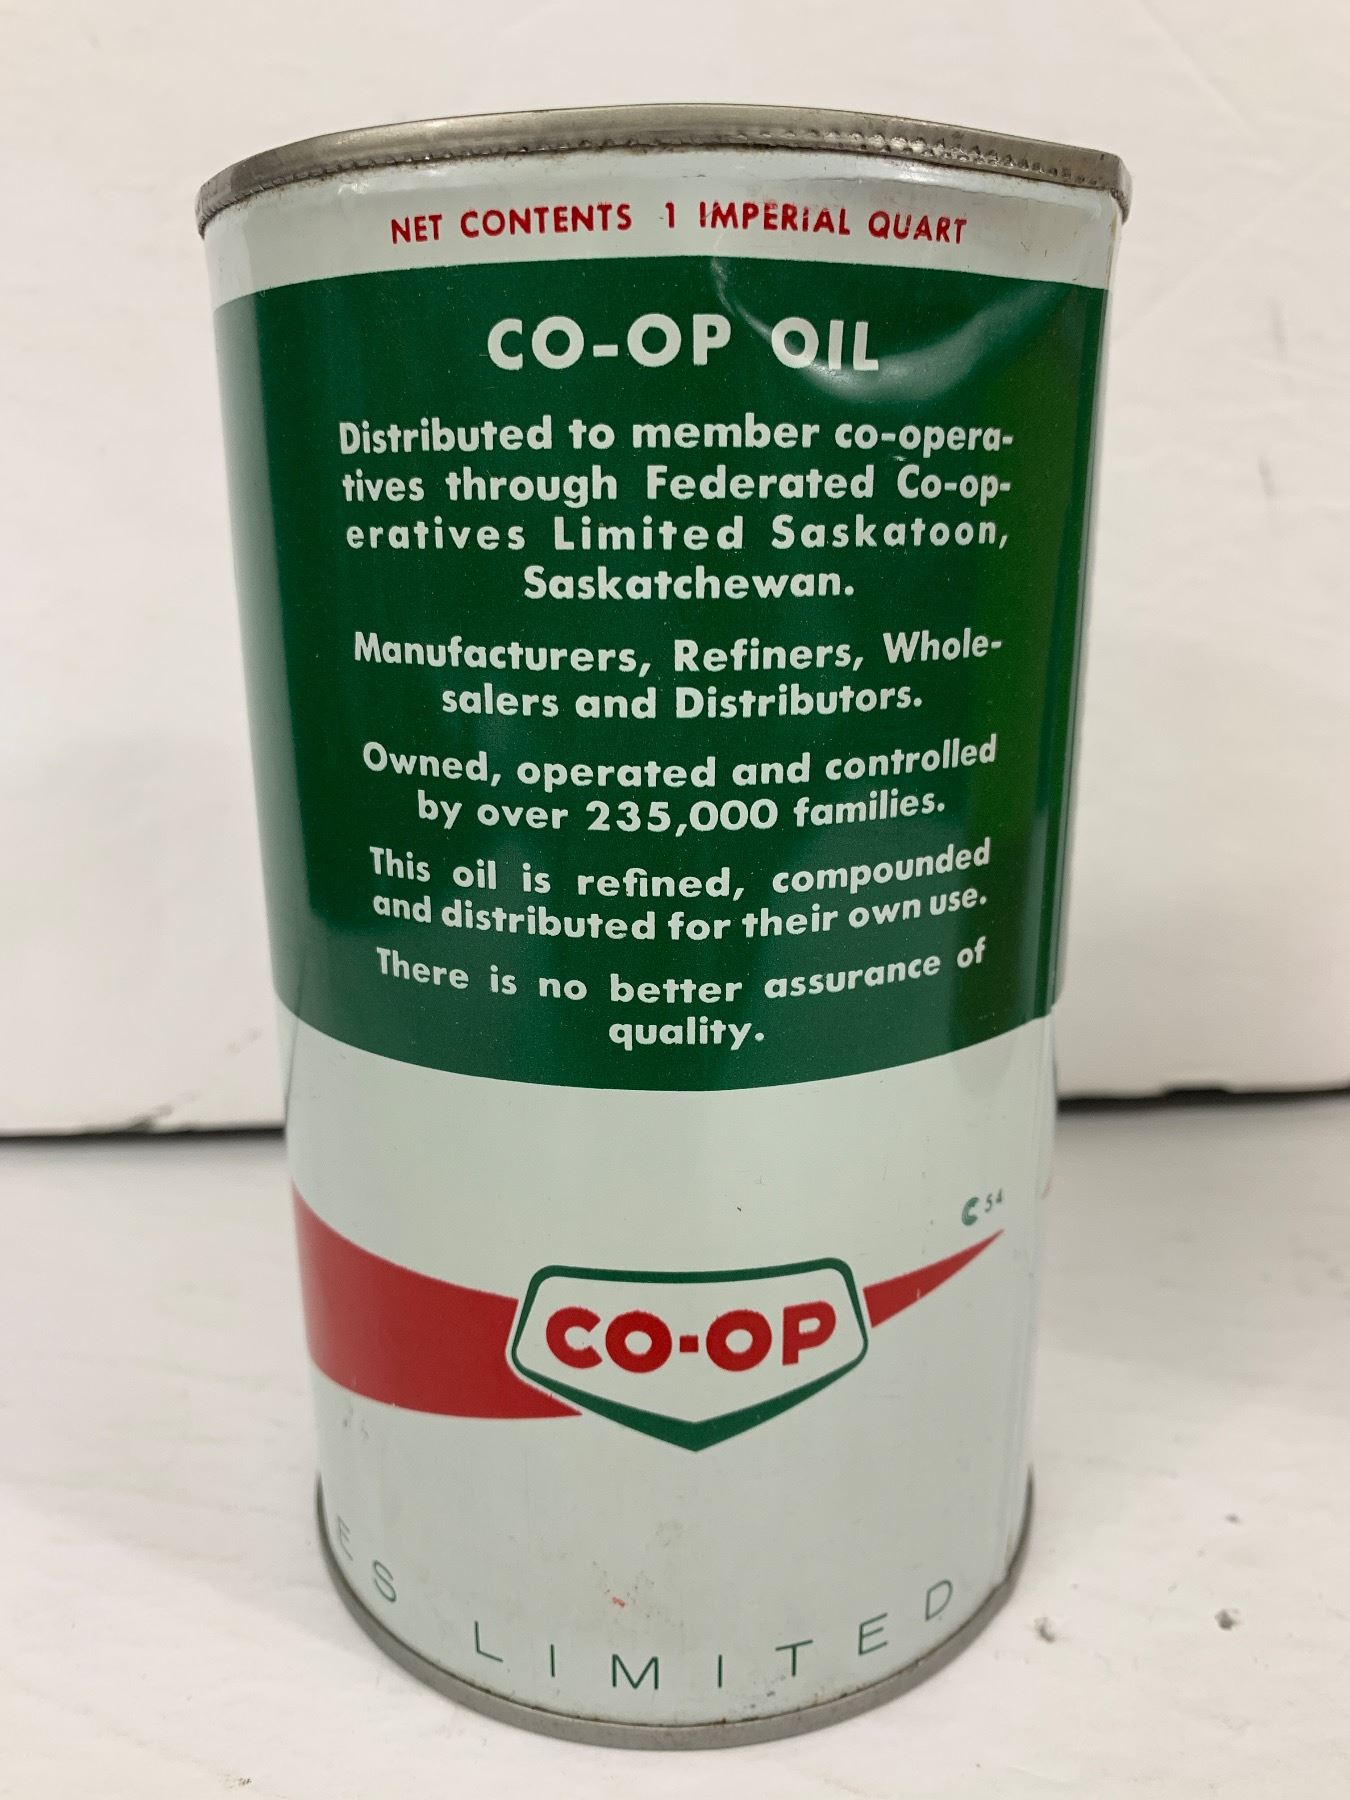 NET CONTENTS 1 IMPERIAL QUART
CO-OP OIL
Distributed to member co-opera-
tives through Federated Co-op-
eratives Limited Saskatoon,
Saskatchewan.
Manufacturers, Refiners, Whole-
salers and Distributors.
Owned, operated and controlled
by over 235,000 families.
This oil is refined, compounded
and distributed for their own use.
There is no better assurance of
quality.
C 54
CO-OP
ES LIMITED